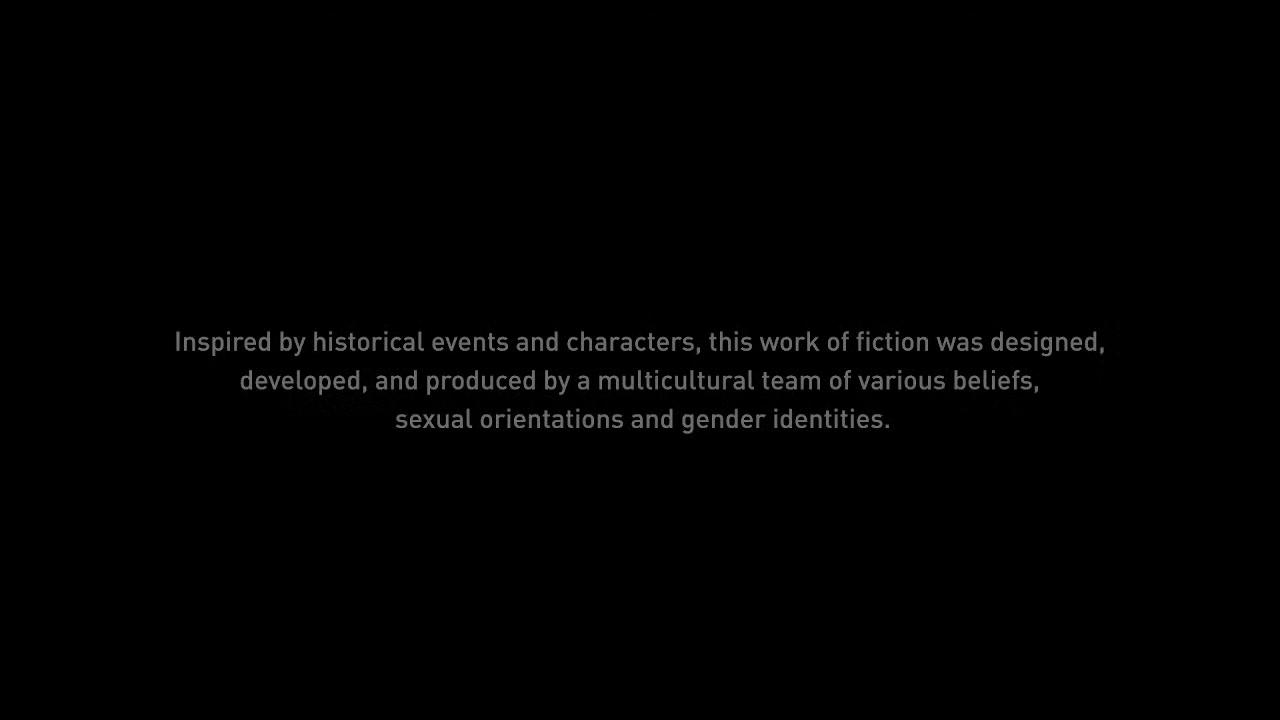 Inspired by historical events and characters, this work of fiction was designed,
developed, and produced by a multicultural team of various beliefs,
sexual orientations and gender identities.